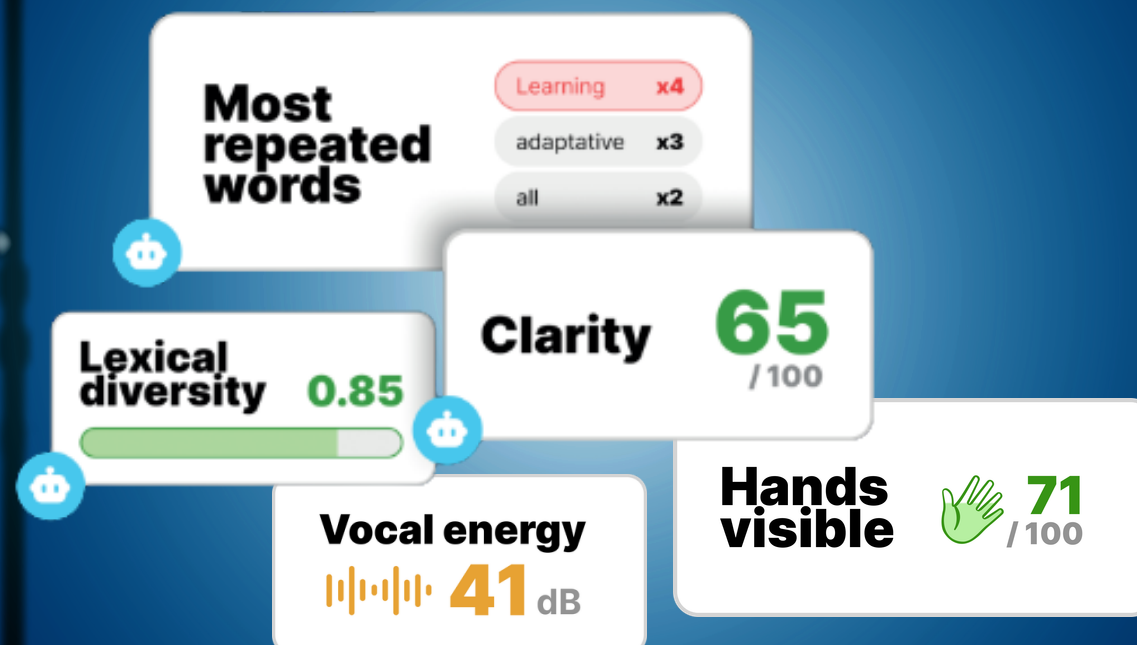 Most
repeated
words
Learning x4
adaptative x3
all x2
Clarity 65
/ 100
Lexical
diversity 0.85
Hands
visible
71
/ 100
Vocal energy
41 dB